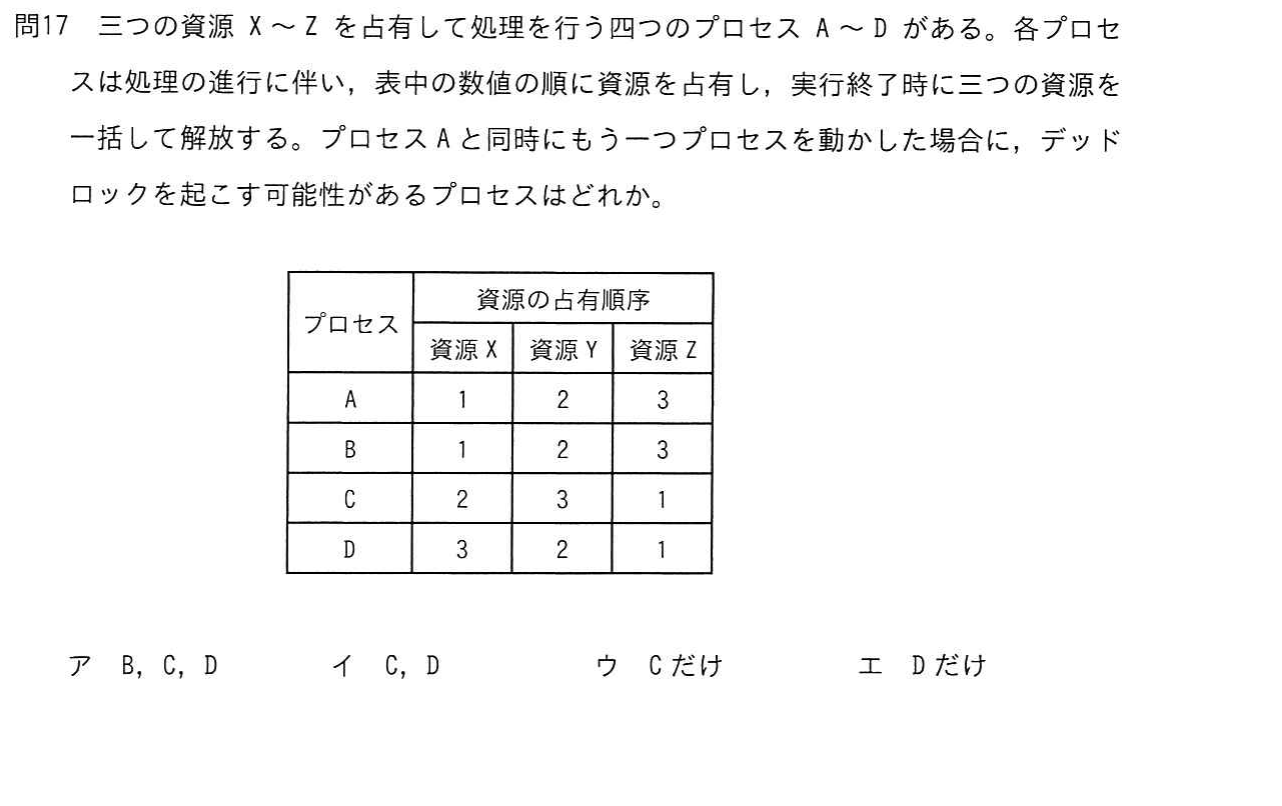 問17 三つの資源 X～Z を占有して処理を行う四つのプロセス A～D がある。各プロセ
スは処理の進行に伴い，表中の数値の順に資源を占有し，実行終了時に三つの資源を
一括して解放する。プロセスAと同時にもう一つプロセスを動かした場合に，デッド
ロックを起こす可能性があるプロセスはどれか。
プロセス 資源の占有順序
資源X 資源Y 資源Z
A 1 2 3
B 1 2 3
C 2 3 1
D 3 2 1
ア B，C，D イ C，D ウ Cだけ エ Dだけ